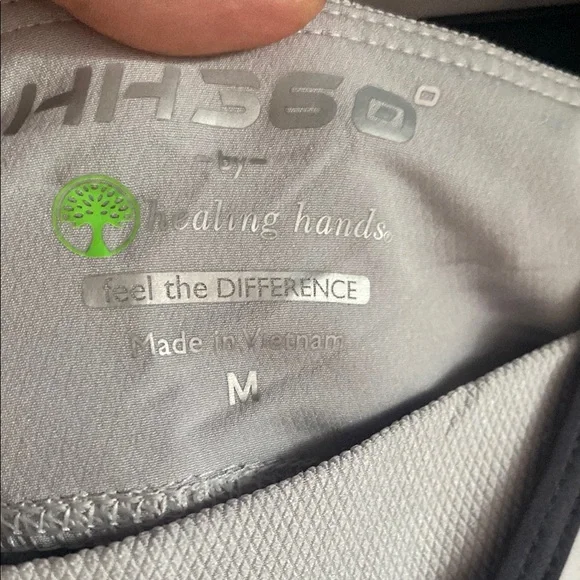 HH360°
-by-
healing hands®
feel the DIFFERENCE
Made in Vietnam
M